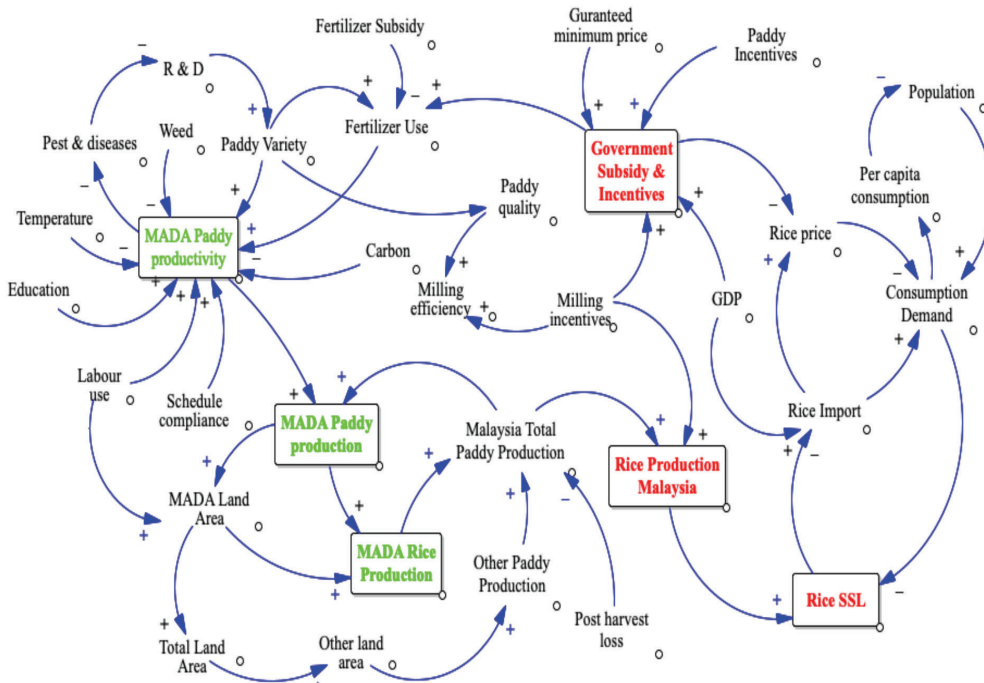 Fertilizer Subsidy
Guranteed
minimum price
Paddy
Incentives
R & D
Population
Pest & diseases
Weed
Paddy Variety
Fertilizer Use
Government
Subsidy &
Incentives
Per capita
consumption
Paddy
quality
Temperature
MADA Paddy
productivity
Rice price
Carbon
Education
Milling
efficiency
Milling
incentives
GDP
Consumption
Demand
Labour
use
Schedule
compliance
MADA Paddy
production
Malaysia Total
Paddy Production
Rice Import
Rice Production
Malaysia
MADA Land
Area
MADA Rice
Production
Other Paddy
Production
Rice SSL
Post harvest
loss
Total Land
Area
Other land
area